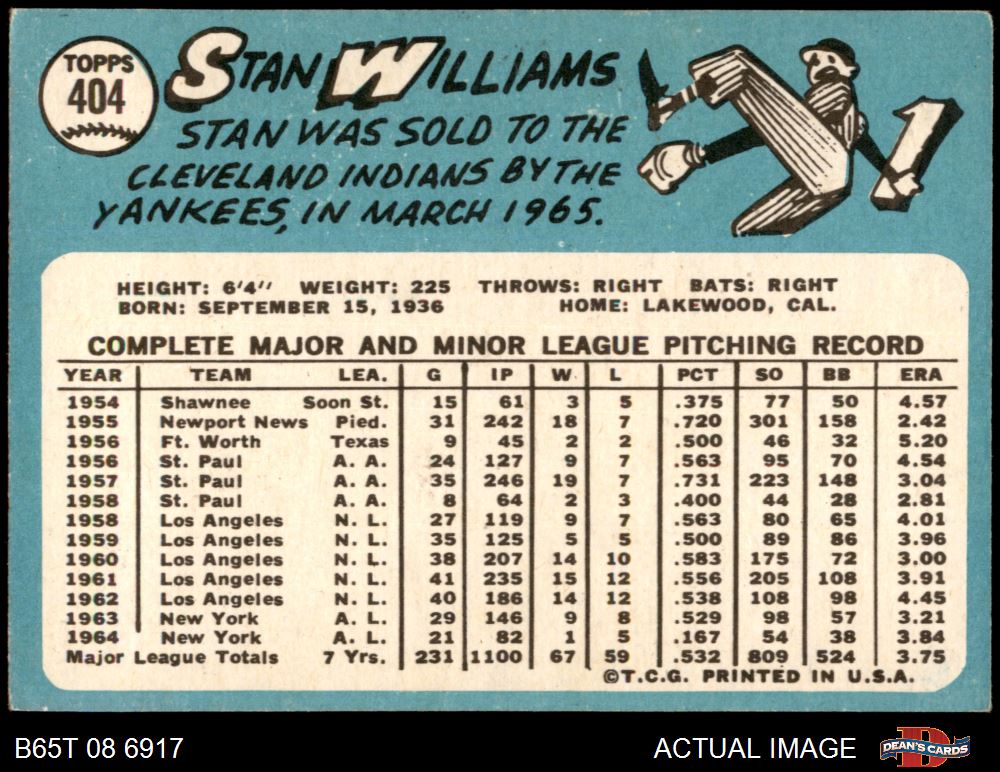 TOPPS
404
STAN WILLIAMS
STAN WAS SOLD TO THE
CLEVELAND INDIANS BY THE
YANKEES, IN MARCH 1965.
1
HEIGHT: 6'4" WEIGHT: 225 THROWS: RIGHT BATS: RIGHT
BORN: SEPTEMBER 15, 1936 HOME: LAKEWOOD, CAL.
COMPLETE MAJOR AND MINOR LEAGUE PITCHING RECORD
YEAR TEAM LEA. G IP W L PCT SO BB ERA
1954 Shawnee Soon St. 15 61 3 5 .375 77 50 4.57
1955 Newport News Pied. 31 242 18 7 .720 301 158 2.42
1956 Ft. Worth Texas 9 45 2 2 .500 46 32 5.20
1956 St. Paul A. A. 24 127 9 7 .563 95 70 4.54
1957 St. Paul A. A. 35 246 19 7 .731 223 148 3.04
1958 St. Paul A. A. 8 64 2 3 .400 44 28 2.81
1958 Los Angeles N. L. 27 119 9 7 .563 80 65 4.01
1959 Los Angeles N. L. 35 125 5 5 .500 89 86 3.96
1960 Los Angeles N. L. 38 207 14 10 .583 175 72 3.00
1961 Los Angeles N. L. 41 235 15 12 .556 205 108 3.91
1962 Los Angeles N. L. 40 186 14 12 .538 108 98 4.45
1963 New York A. L. 29 146 9 8 .529 98 57 3.21
1964 New York A. L. 21 82 1 5 .167 54 38 3.84
Major League Totals 7 Yrs. 231 1100 67 59 .532 809 524 3.75
©T.C.G. PRINTED IN U.S.A.
B65T 08 6917 ACTUAL IMAGE DEAN'S CARDS